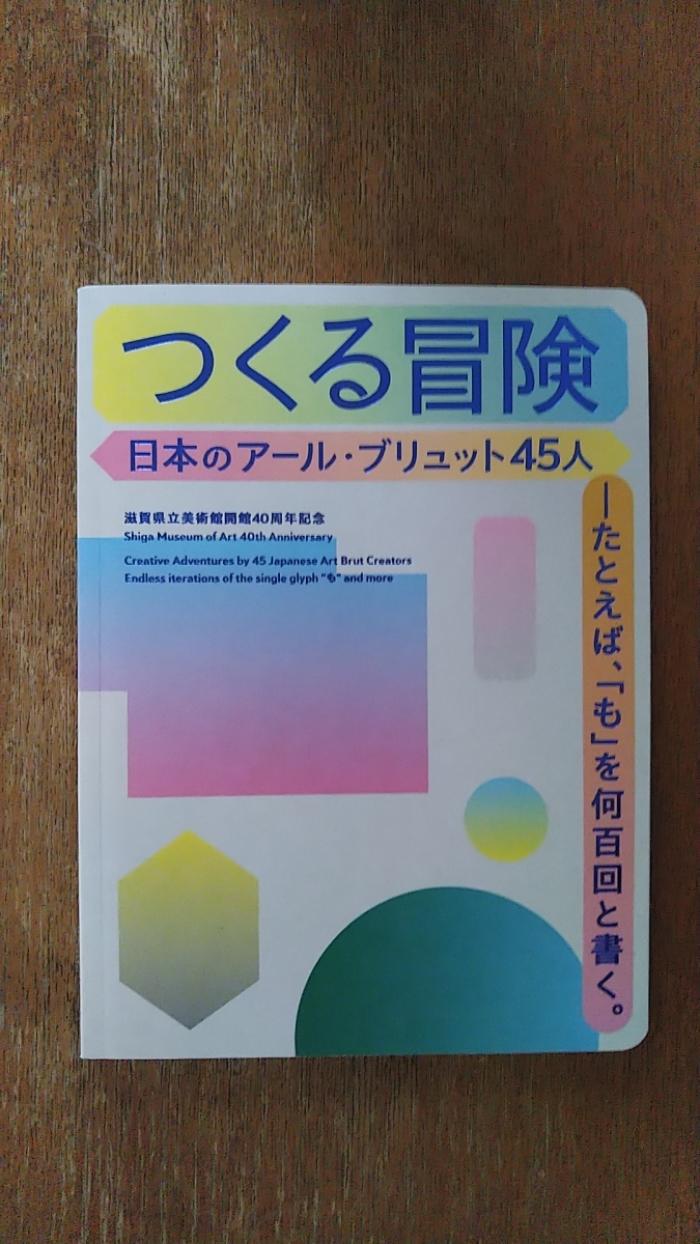 つくる冒険
日本のアール・ブリュット45人
—たとえば、「も」を何百回と書く。
滋賀県立美術館開館40周年記念
Shiga Museum of Art 40th Anniversary
Creative Adventures by 45 Japanese Art Brut Creators
Endless iterations of the single glyph "も" and more